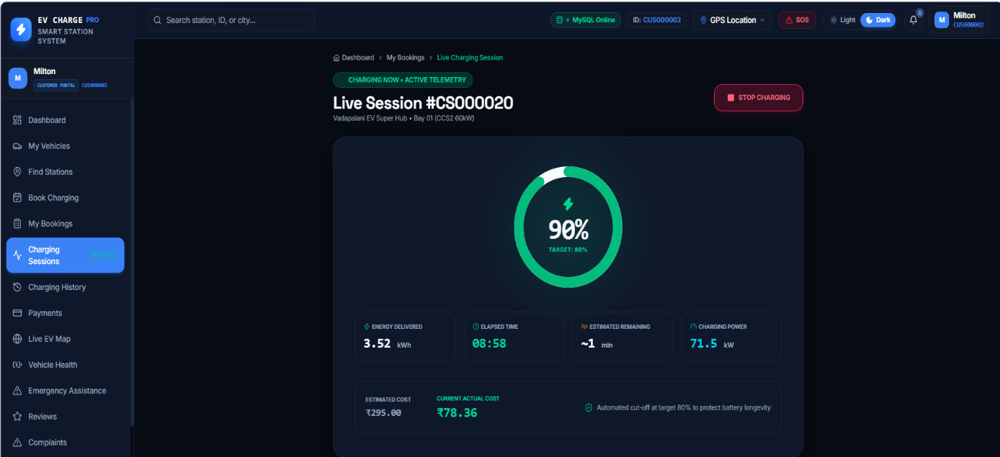 EV CHARGE PRO
SMART STATION
SYSTEM
Search station, ID, or city...
MySQL Online
ID: CUS000002
GPS Location
SOS
Light
Dark
8
M
Milton
CUS000002
M
Milton
CUSTOMER PORTAL
CUS000002
Dashboard
My Vehicles
Find Stations
Book Charging
My Bookings
Charging
Sessions
ACTIVE
Charging History
Payments
Live EV Map
Vehicle Health
Emergency Assistance
Reviews
Complaints
Dashboard > My Bookings > Live Charging Session
CHARGING NOW • ACTIVE TELEMETRY
Live Session #CS000020
Vadapalani EV Super Hub • Bay 01 (CCS2 60kW)
STOP CHARGING
90%
TARGET: 80%
ENERGY DELIVERED
3.52 kWh
ELAPSED TIME
08:58
ESTIMATED REMAINING
~1 min
CHARGING POWER
71.5 kW
ESTIMATED COST
₹295.00
CURRENT ACTUAL COST
₹78.36
Automated cut-off at target 80% to protect battery longevity